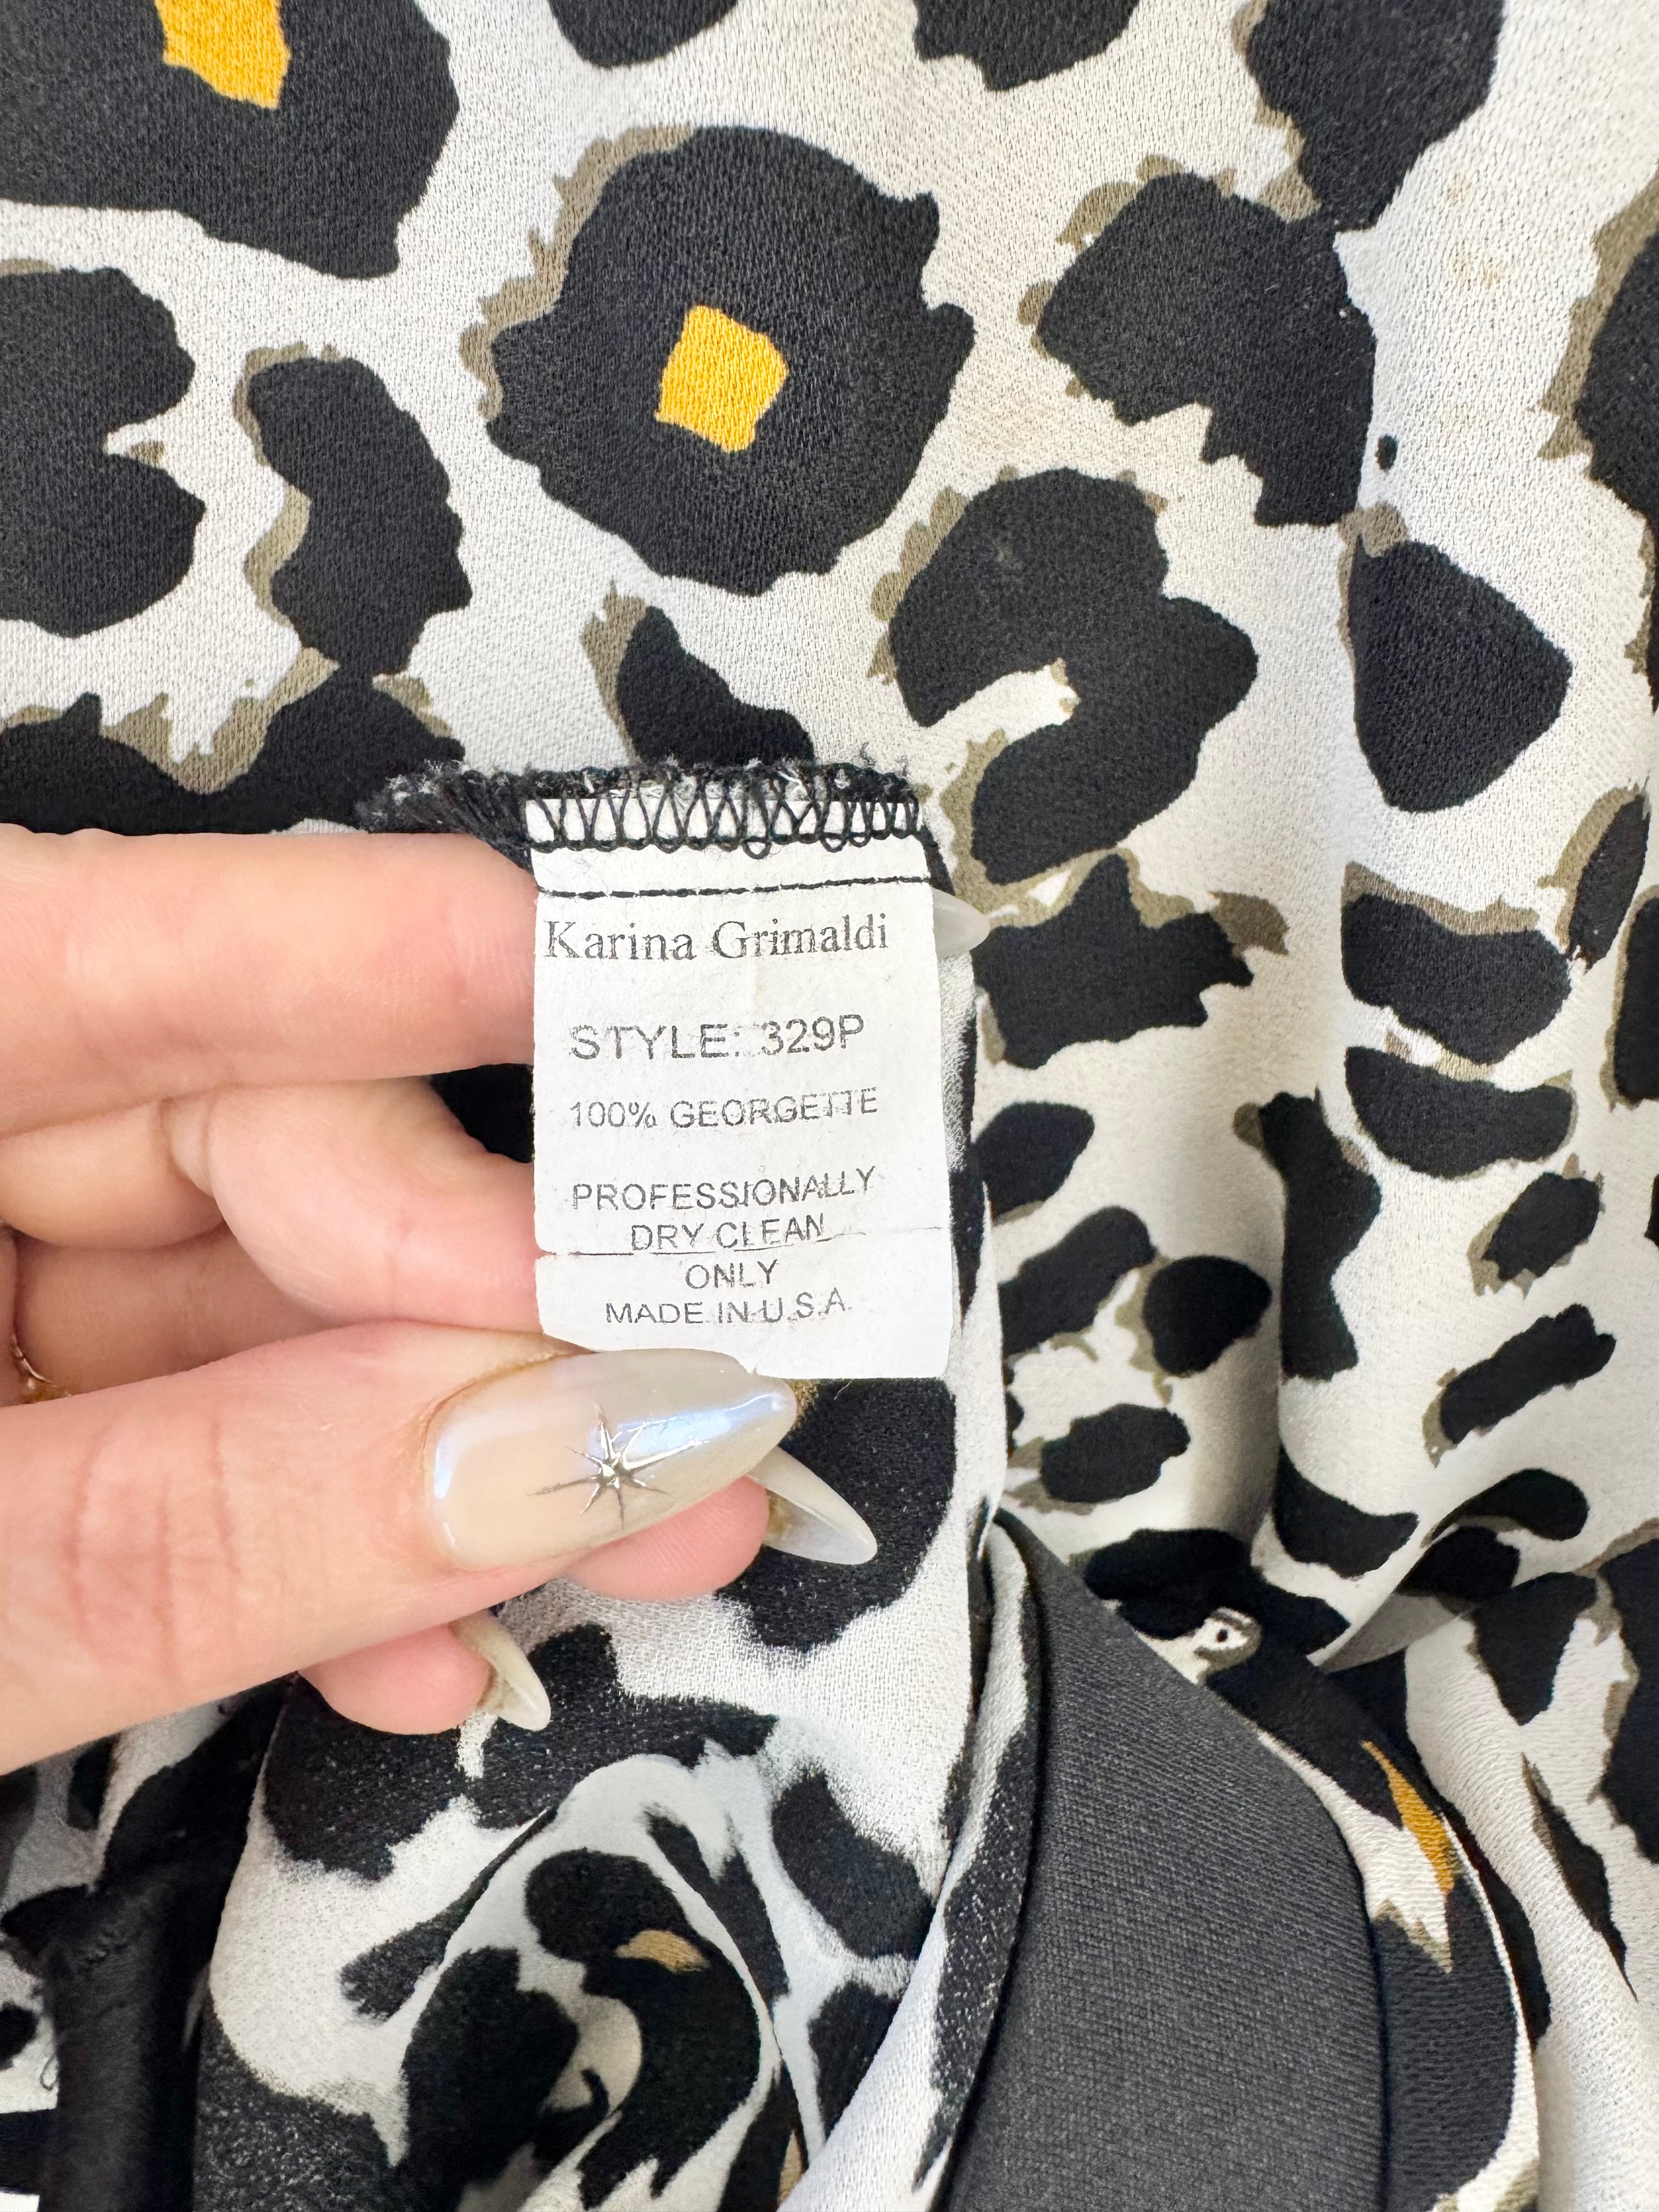 Karina Grimaldi
STYLE: 329P
100% GEORGETTE
PROFESSIONALLY
DRY CLEAN
ONLY
MADE IN U.S.A.